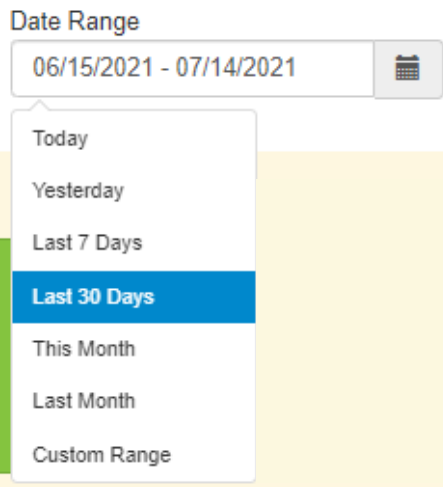 Date Range
06/15/2021 - 07/14/2021
Today
Yesterday
Last 7 Days
Last 30 Days
This Month
Last Month
Custom Range